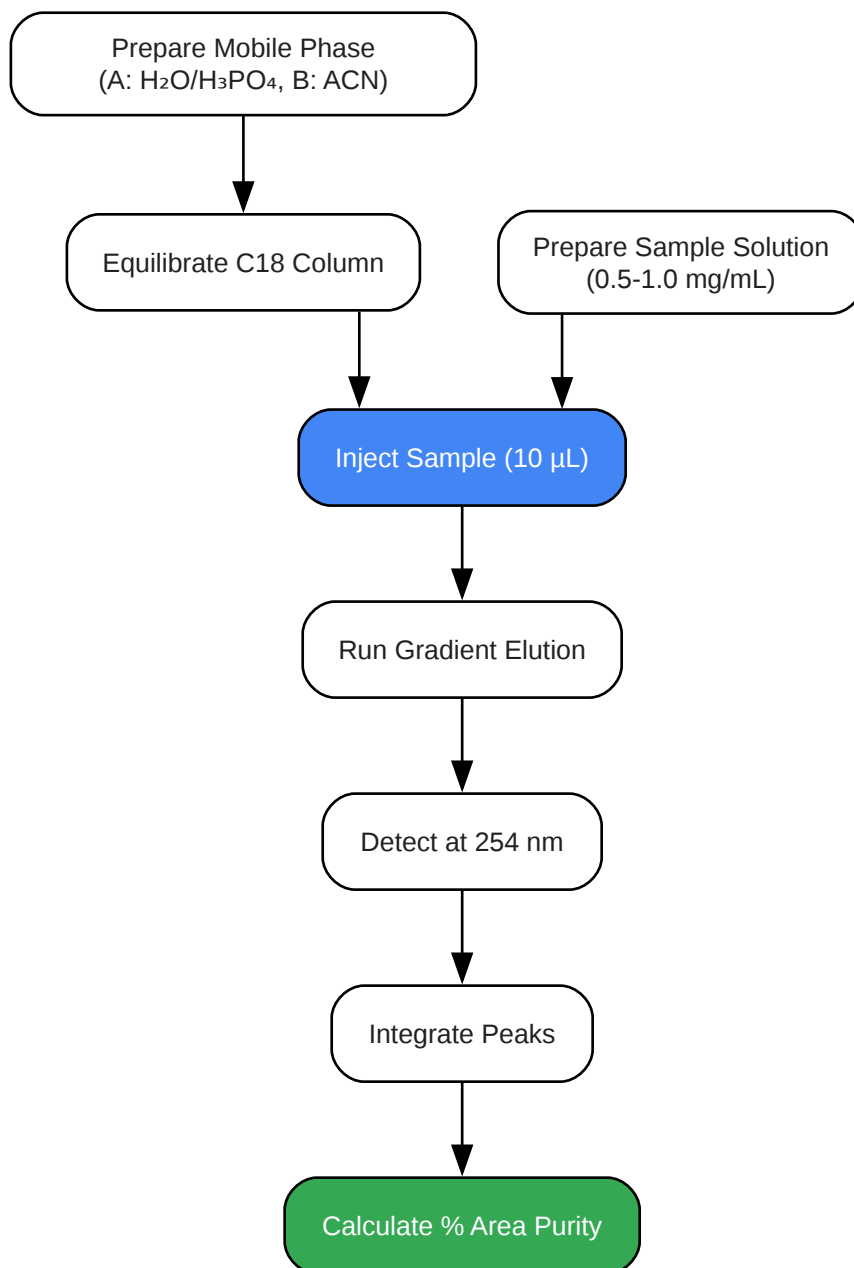 Prepare Mobile Phase
(A: H₂O/H₃PO₄, B: ACN)
Equilibrate C18 Column
Prepare Sample Solution
(0.5-1.0 mg/mL)
Inject Sample (10 µL)
Run Gradient Elution
Detect at 254 nm
Integrate Peaks
Calculate % Area Purity